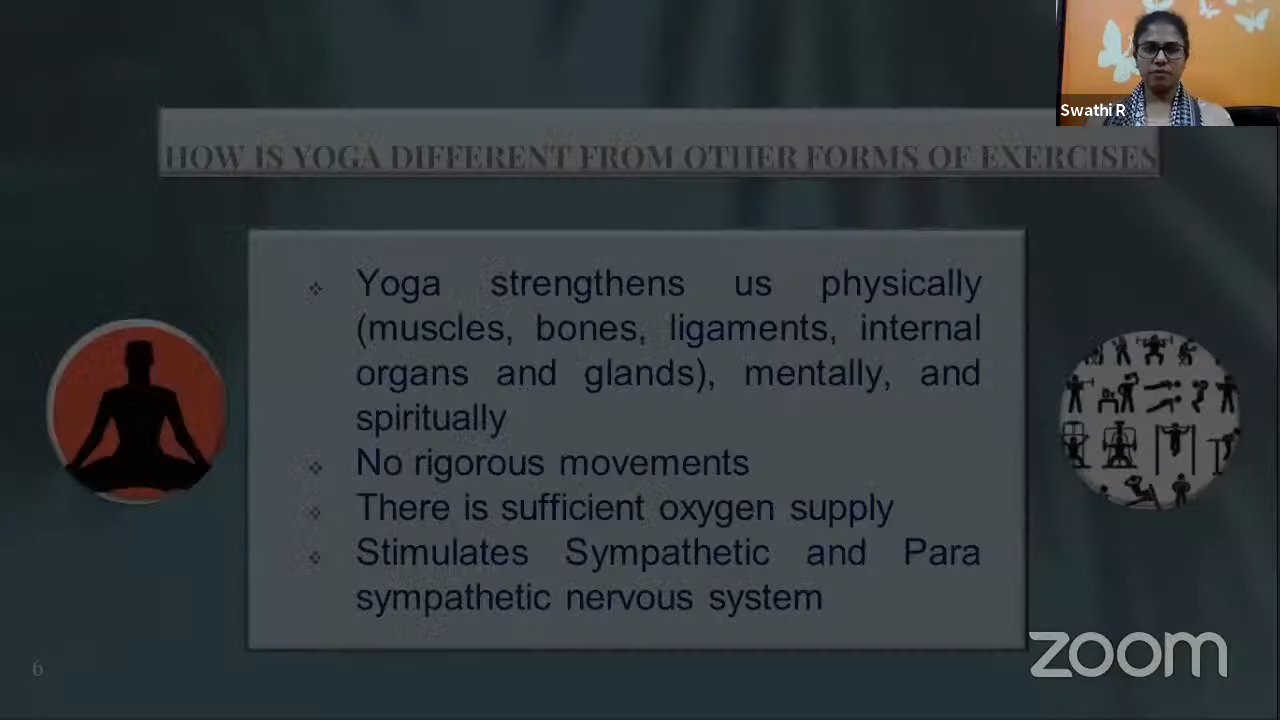 Swathi R
HOW IS YOGA DIFFERENT FROM OTHER FORMS OF EXERCISES
Yoga strengthens us physically
(muscles, bones, ligaments, internal
organs and glands), mentally, and
spiritually
No rigorous movements
There is sufficient oxygen supply
Stimulates Sympathetic and Para
sympathetic nervous system
6
zoom